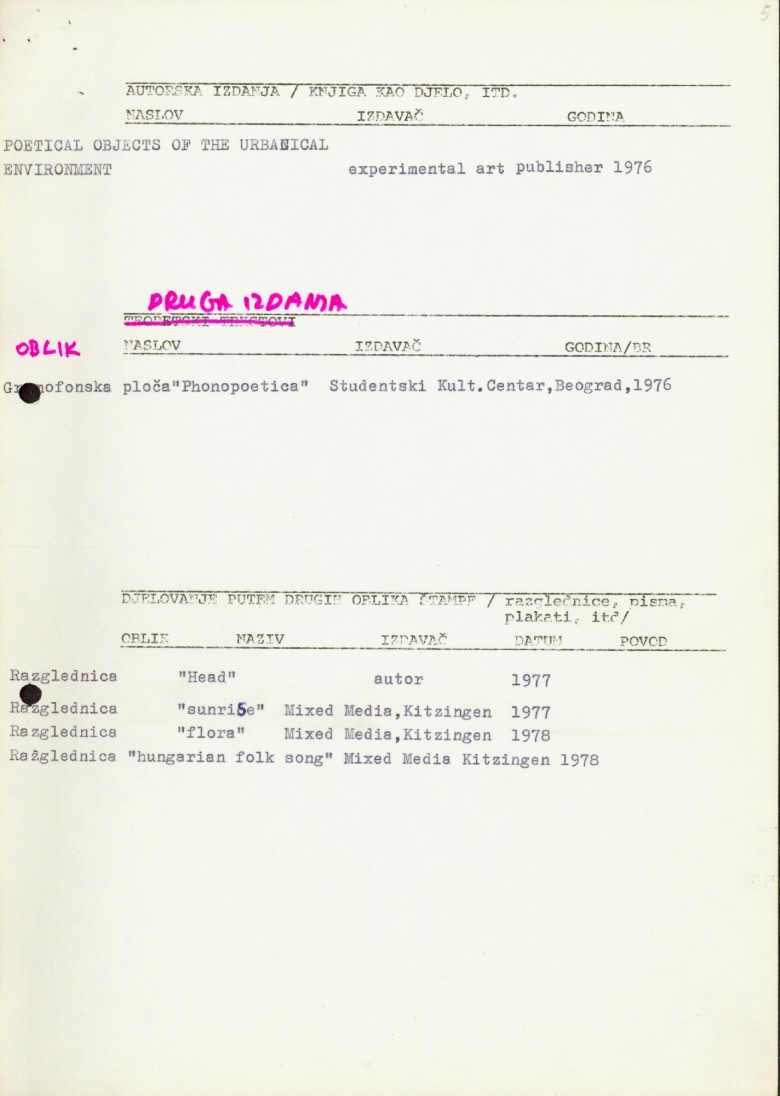 5
AUTORSKA IZDANJA / KNJIGA KAO DJELO, ITD.
NASLOV IZDAVAČ GODINA
POETICAL OBJECTS OF THE URBANICAL
ENVIRONMENT experimental art publisher 1976
DRUGA IZDANJA
TEORETSKI TEKSTOVI
OBLIK NASLOV IZDAVAČ GODINA/BR
Gramofonska ploča"Phonopoetica" Studentski Kult.Centar,Beograd,1976
DJELOVANJE PUTEM DRUGIH OBLIKA ŠTAMPE / razglednice, pisma,
plakati, itd/
OBLIK NAZIV IZDAVAČ DATUM POVOD
Razglednica "Head" autor 1977
Razglednica "sunrise" Mixed Media,Kitzingen 1977
Razglednica "flora" Mixed Media,Kitzingen 1978
Ražglednica "hungarian folk song" Mixed Media Kitzingen 1978